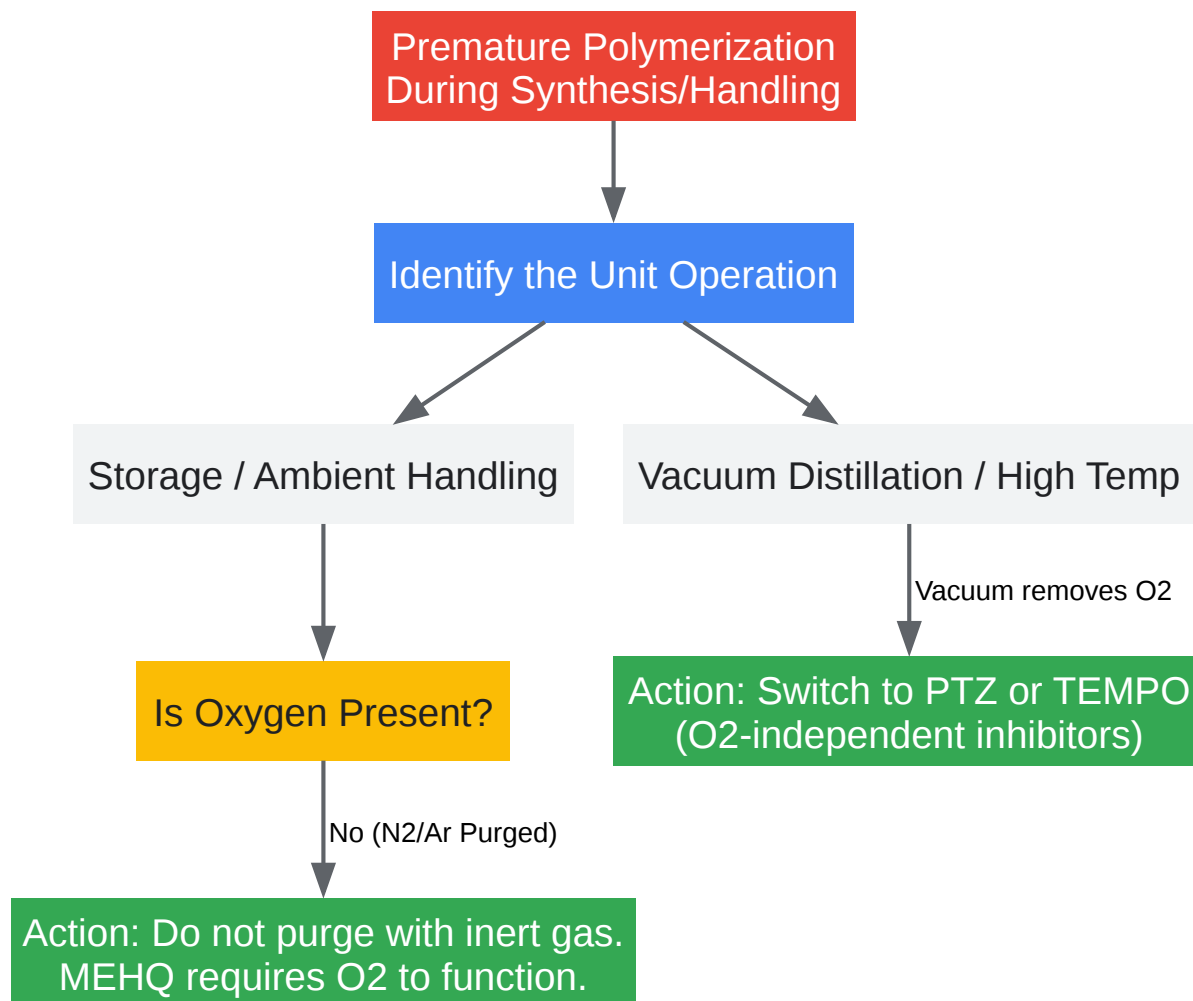 Premature Polymerization
During Synthesis/Handling
Identify the Unit Operation
Storage / Ambient Handling
Vacuum Distillation / High Temp
Vacuum removes O2
Is Oxygen Present?
Action: Switch to PTZ or TEMPO
(O2-independent inhibitors)
No (N2/Ar Purged)
Action: Do not purge with inert gas.
MEHQ requires O2 to function.